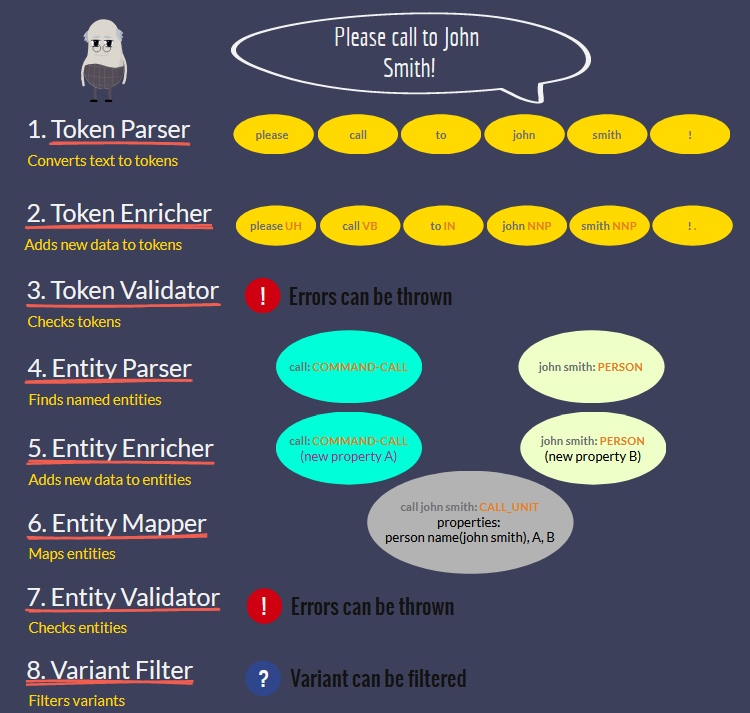 Please call to John
Smith!
1. Token Parser
Converts text to tokens
please call to john smith !
2. Token Enricher
Adds new data to tokens
please UH call VB to IN john NNP smith NNP ! .
3. Token Validator
Checks tokens
! Errors can be thrown
4. Entity Parser
Finds named entities
call: COMMAND-CALL john smith: PERSON
5. Entity Enricher
Adds new data to entities
call: COMMAND-CALL john smith: PERSON
(new property A) (new property B)
6. Entity Mapper
Maps entities
call john smith: CALL_UNIT
properties:
person name(john smith), A, B
7. Entity Validator
Checks entities
! Errors can be thrown
8. Variant Filter
Filters variants
? Variant can be filtered